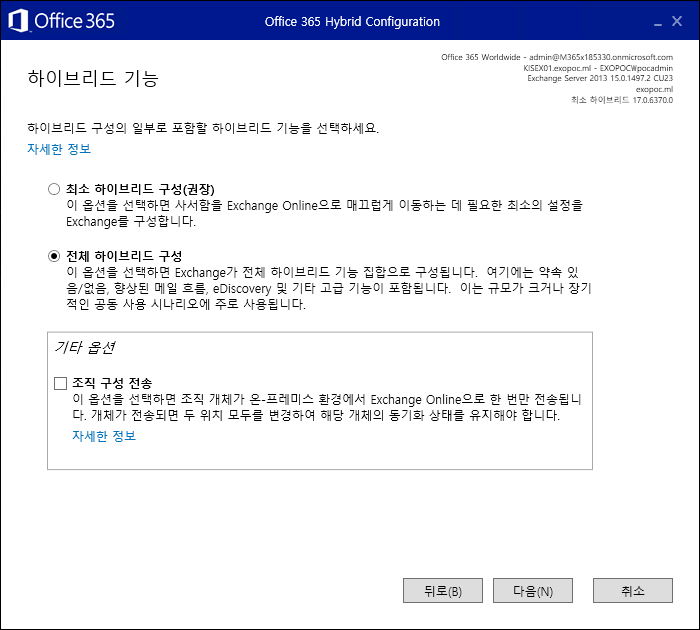 Office 365
Office 365 Hybrid Configuration
Office 365 Worldwide - admin@M365x185330.onmicrosoft.com
KISEX01.exopoc.ml - EXOPOC₩pocadmin
Exchange Server 2013 15.0.1497.2 CU23
exopoc.ml
최소 하이브리드 17.0.6370.0
하이브리드 기능
하이브리드 구성의 일부로 포함할 하이브리드 기능을 선택하세요.
자세한 정보
최소 하이브리드 구성(권장)
이 옵션을 선택하면 사서함을 Exchange Online으로 매끄럽게 이동하는 데 필요한 최소의 설정을
Exchange를 구성합니다.
전체 하이브리드 구성
이 옵션을 선택하면 Exchange가 전체 하이브리드 기능 집합으로 구성됩니다. 여기에는 약속 있
음/없음, 향상된 메일 흐름, eDiscovery 및 기타 고급 기능이 포함됩니다. 이는 규모가 크거나 장기
적인 공동 사용 시나리오에 주로 사용됩니다.
기타 옵션
조직 구성 전송
이 옵션을 선택하면 조직 개체가 온-프레미스 환경에서 Exchange Online으로 한 번만 전송됩니
다. 개체가 전송되면 두 위치 모두를 변경하여 해당 개체의 동기화 상태를 유지해야 합니다.
자세한 정보
뒤로(B)
다음(N)
취소